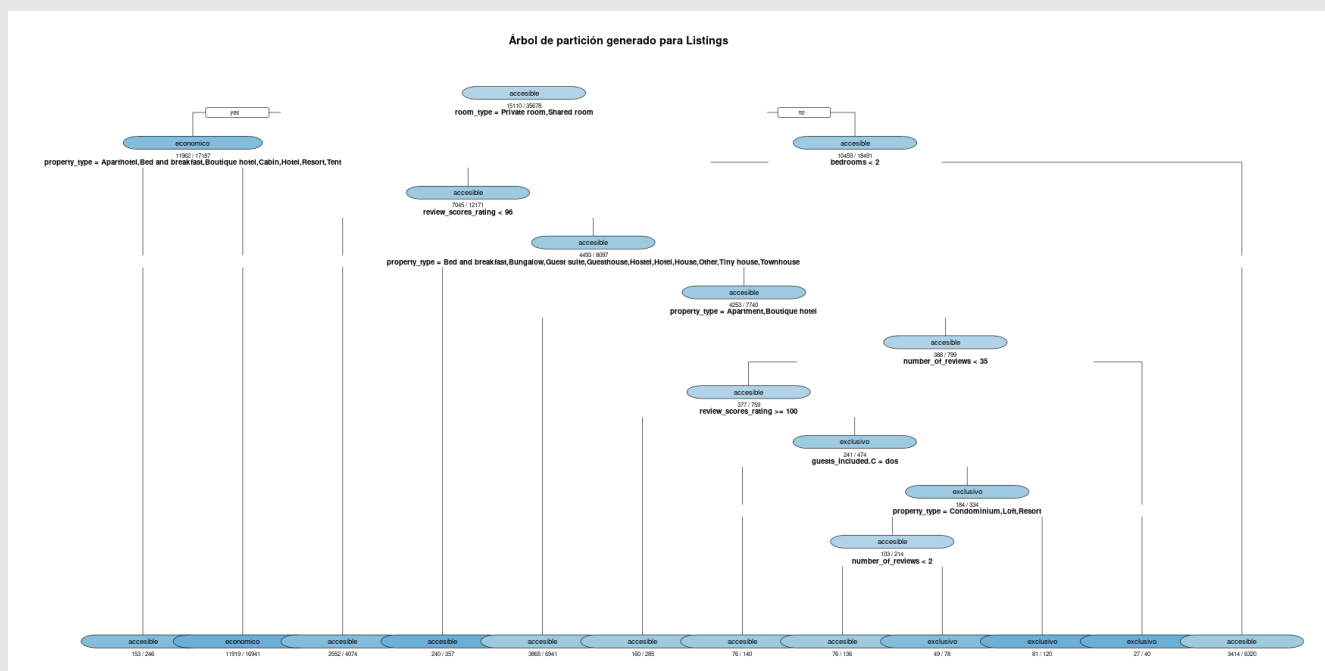 Árbol de partición generado para Listings
accesible
15110 / 35678
room_type = Private room,Shared room
yes
no
economico
11962 / 17187
property_type = Aparthotel,Bed and breakfast,Boutique hotel,Cabin,Hotel,Resort,Tent
accesible
10459 / 18491
bedrooms < 2
accesible
7045 / 12171
review_scores_rating < 96
accesible
4493 / 8097
property_type = Bed and breakfast,Bungalow,Guest suite,Guesthouse,Hostel,Hotel,House,Other,Tiny house,Townhouse
accesible
4253 / 7740
property_type = Apartment,Boutique hotel
accesible
388 / 799
number_of_reviews < 35
accesible
377 / 759
review_scores_rating >= 100
exclusivo
241 / 474
guests_included.C = dos
exclusivo
184 / 334
property_type = Condominium,Loft,Resort
accesible
103 / 214
number_of_reviews < 2
accesible economico accesible accesible accesible accesible accesible accesible exclusivo exclusivo exclusivo accesible
153 / 246 11919 / 16941 2552 / 4074 240 / 357 3865 / 6941 160 / 285 76 / 140 76 / 136 49 / 78 81 / 120 27 / 40 3414 / 6320